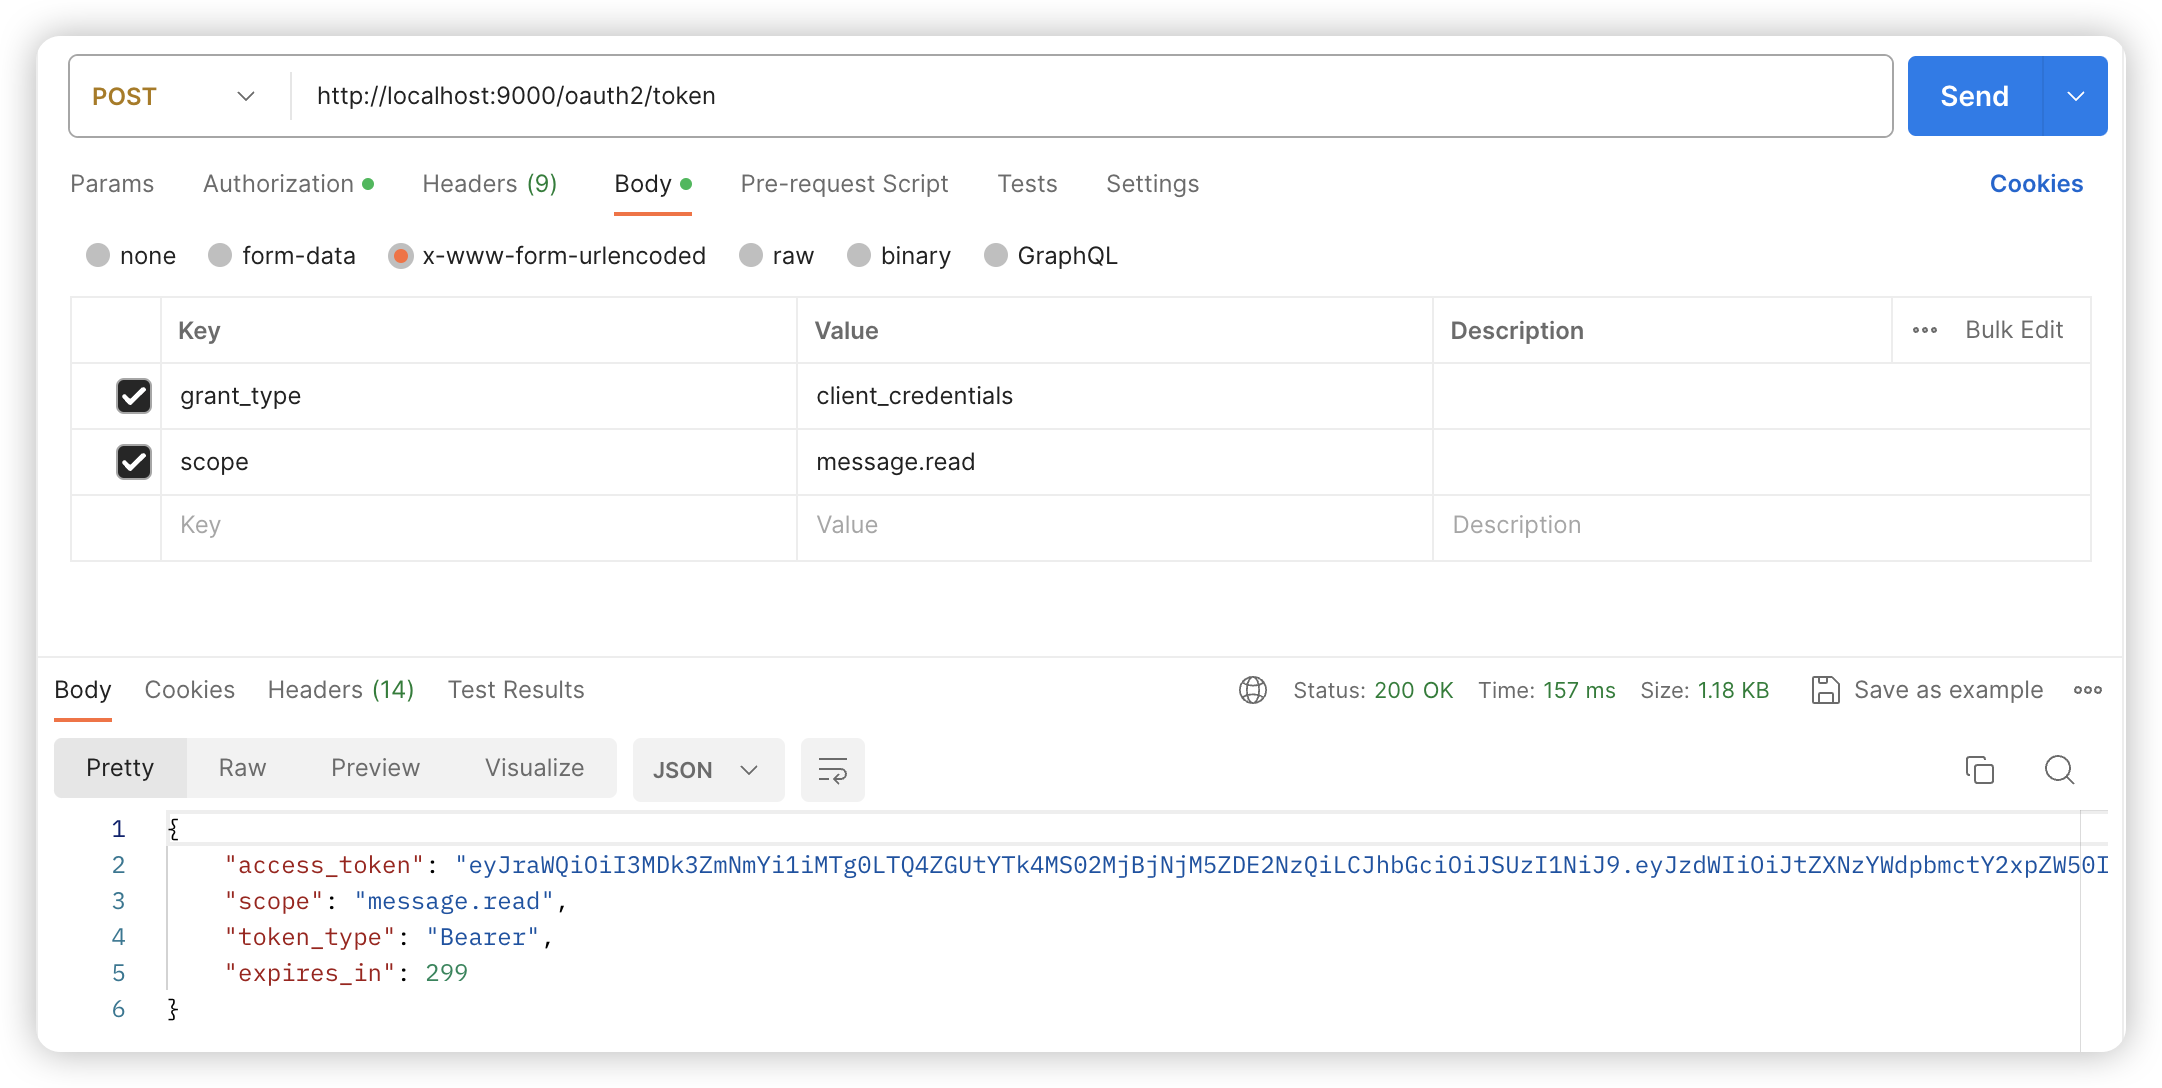 POST http://localhost:9000/oauth2/token Send
Params Authorization Headers (9) Body Pre-request Script Tests Settings Cookies
none form-data x-www-form-urlencoded raw binary GraphQL
Key Value Description Bulk Edit
grant_type client_credentials
scope message.read
Key Value Description
Body Cookies Headers (14) Test Results Status: 200 OK Time: 157 ms Size: 1.18 KB Save as example
Pretty Raw Preview Visualize JSON
1 {
2 "access_token": "eyJraWQiOiI3MDk3ZmNmYi1iMTg0LTQ4ZGUtYTk4MS02MjBjNjM5ZDE2NzQiLCJhbGciOiJSUzI1NiJ9.eyJzdWIiOiJtZXNzYWdpbmctY2xpZW50I
3 "scope": "message.read",
4 "token_type": "Bearer",
5 "expires_in": 299
6 }